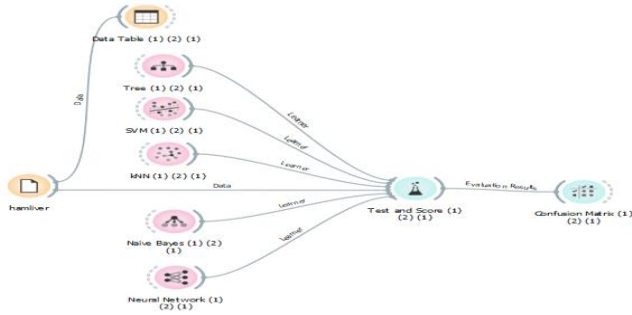 Data Table (1) (2) (1)
Data
Tree (1) (2) (1)
Learner
SVM (1) (2) (1)
Learner
kNN (1) (2) (1)
Learner
hamliver
Data
Test and Score (1)
(2) (1)
Evaluation Results
Confusion Matrix (1)
(2) (1)
Learner
Naive Bayes (1) (2)
(1)
Learner
Neural Network (1)
(2) (1)